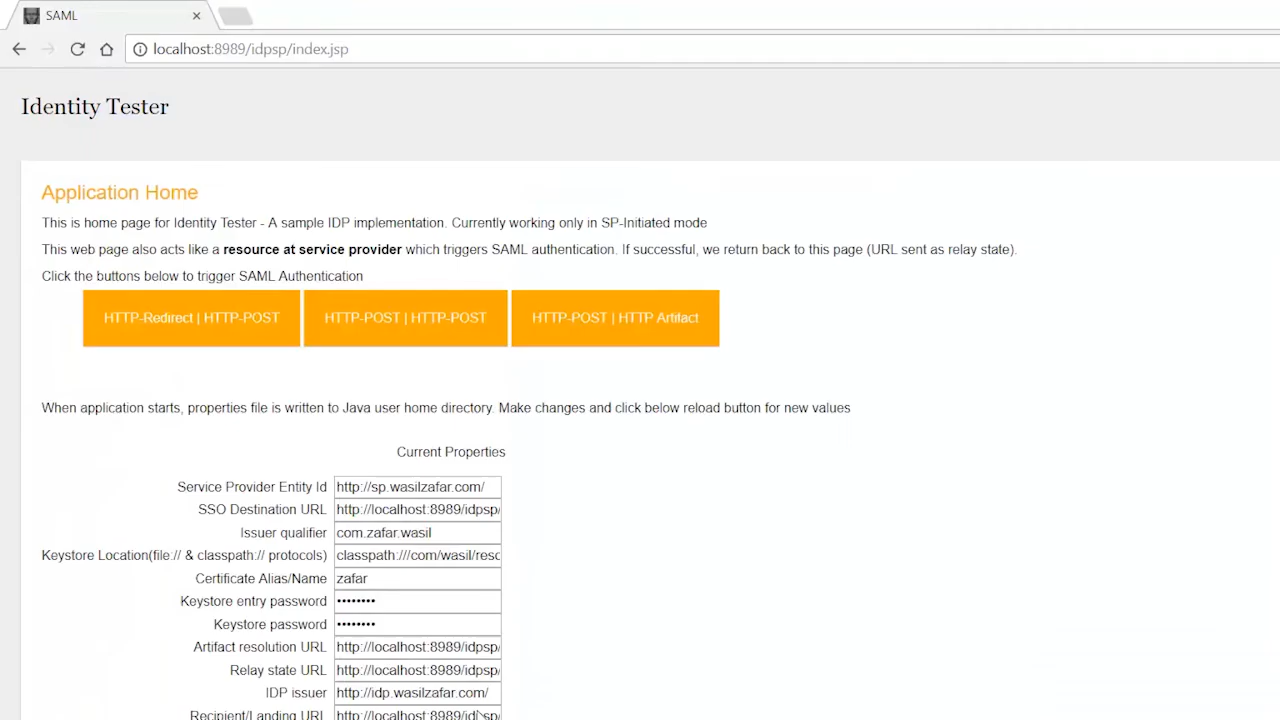 SAML
localhost:8989/idpsp/index.jsp
Identity Tester
Application Home
This is home page for Identity Tester - A sample IDP implementation. Currently working only in SP-Initiated mode
This web page also acts like a resource at service provider which triggers SAML authentication. If successful, we return back to this page (URL sent as relay state).
Click the buttons below to trigger SAML Authentication
HTTP-Redirect | HTTP-POST HTTP-POST | HTTP-POST HTTP-POST | HTTP Artifact
When application starts, properties file is written to Java user home directory. Make changes and click below reload button for new values
Current Properties
Service Provider Entity Id http://sp.wasilzafar.com/
SSO Destination URL http://localhost:8989/idpsp/
Issuer qualifier com.zafar.wasil
Keystore Location(file:// & classpath:// protocols) classpath:///com/wasil/resc
Certificate Alias/Name zafar
Keystore entry password ••••••••
Keystore password ••••••••
Artifact resolution URL http://localhost:8989/idpsp/
Relay state URL http://localhost:8989/idpsp/
IDP issuer http://idp.wasilzafar.com/
Recipient/Landing URL http://localhost:8989/idpsp/